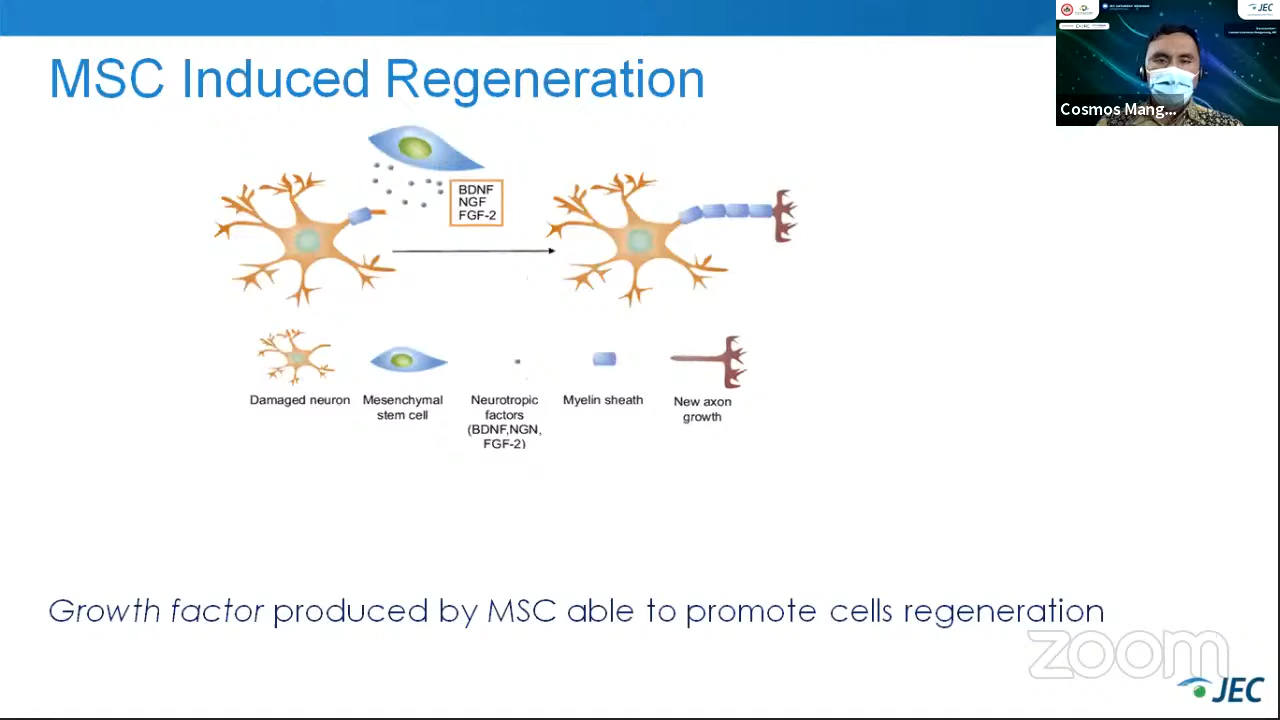 MSC Induced Regeneration
JEC
Cosmos Mang...
BDNF
NGF
FGF-2
Damaged neuron
Mesenchymal
stem cell
Neurotropic
factors
(BDNF,NGN,
FGF-2)
Myelin sheath
New axon
growth
Growth factor produced by MSC able to promote cells regeneration
zoom
JEC